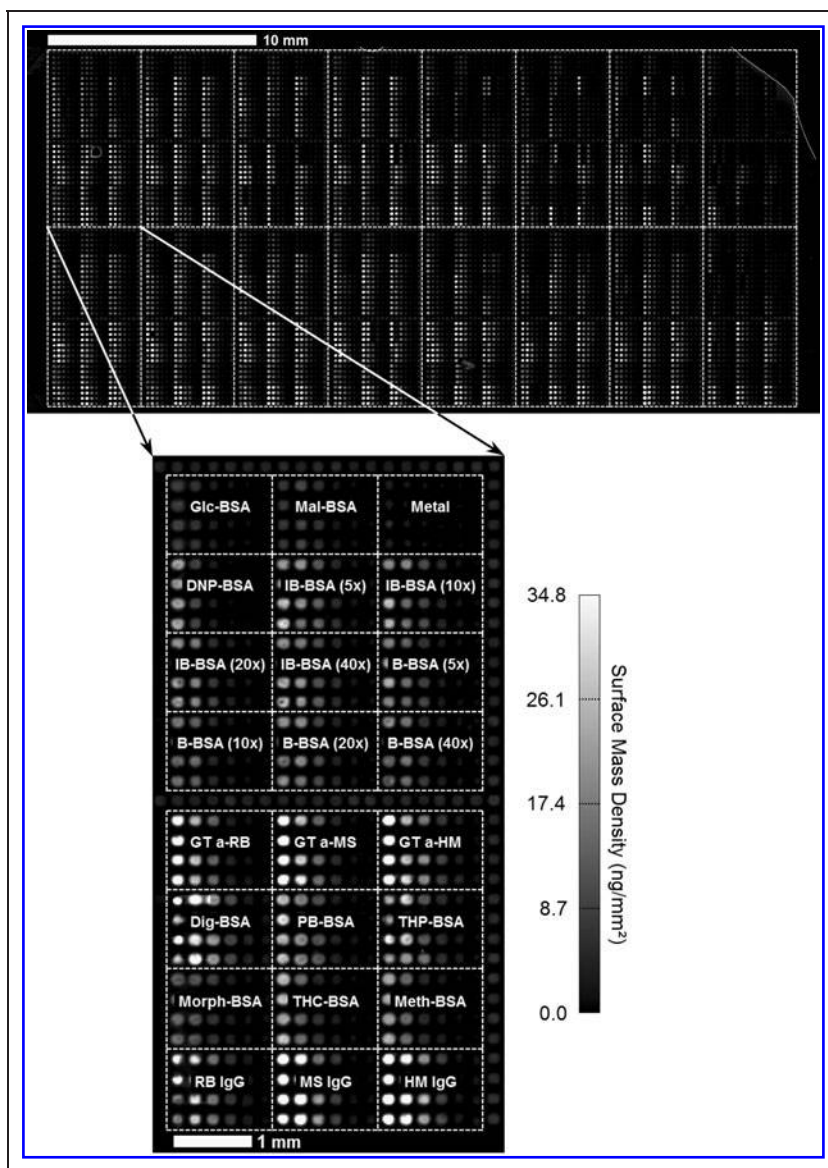 10 mm
Glc-BSA Mal-BSA Metal
DNP-BSA IB-BSA (5x) IB-BSA (10x)
IB-BSA (20x) IB-BSA (40x) B-BSA (5x)
B-BSA (10x) B-BSA (20x) B-BSA (40x)
GT a-RB GT a-MS GT a-HM
Dig-BSA PB-BSA THP-BSA
Morph-BSA THC-BSA Meth-BSA
RB IgG MS IgG HM IgG
1 mm
34.8
26.1
17.4
8.7
0.0
Surface Mass Density (ng/mm²)